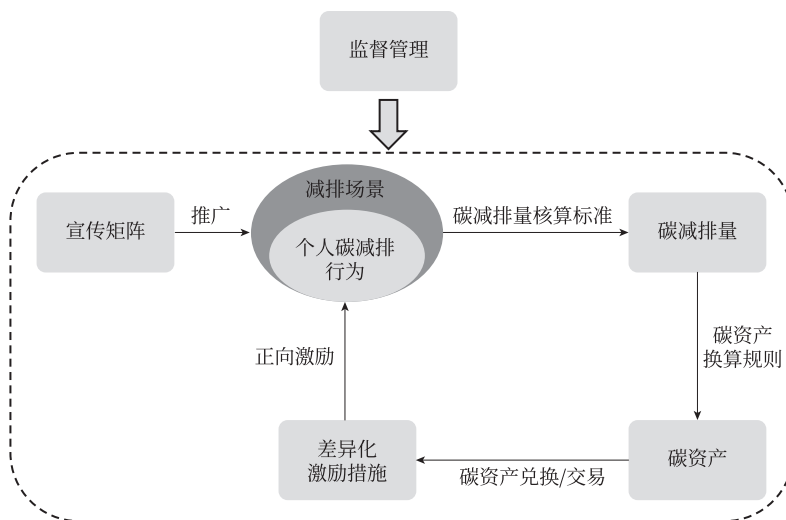 监督管理
减排场景
宣传矩阵
推广
个人碳减排
行为
碳减排量核算标准
碳减排量
碳资产
换算规则
正向激励
差异化
激励措施
碳资产兑换/交易
碳资产